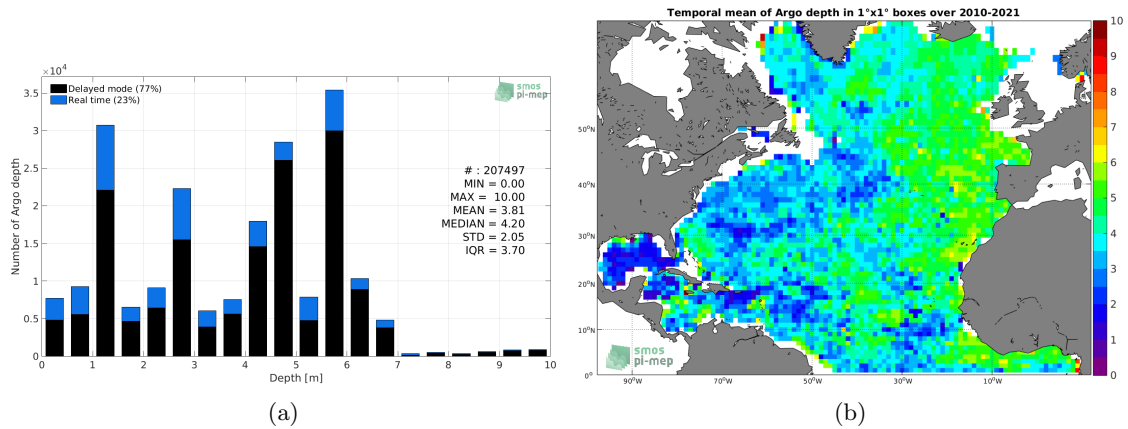 ×10⁴
Delayed mode (77%)
Real time (23%)
smos
pi-mep
3.5
3
2.5
2
1.5
1
0.5
0
Number of Argo depth
# : 207497
MIN = 0.00
MAX = 10.00
MEAN = 3.81
MEDIAN = 4.20
STD = 2.05
IQR = 3.70
0 1 2 3 4 5 6 7 8 9 10
Depth [m]
(a)
Temporal mean of Argo depth in 1°x1° boxes over 2010-2021
50°N
40°N
30°N
20°N
10°N
0°
90°W 70°W 50°W 30°W 10°W
smos
pi-mep
10
9
8
7
6
5
4
3
2
1
0
(b)